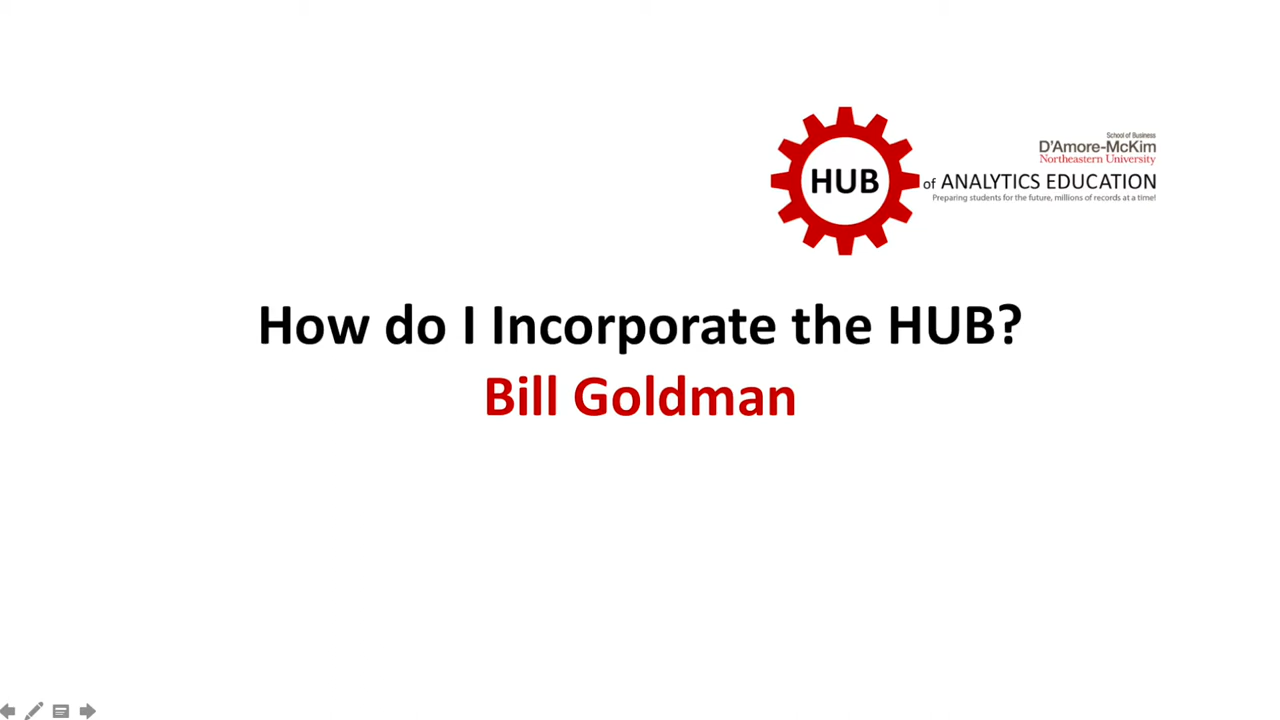 School of Business
D'Amore-McKim
Northeastern University
HUB of ANALYTICS EDUCATION
Preparing students for the future, millions of records at a time!
How do I Incorporate the HUB?
Bill Goldman